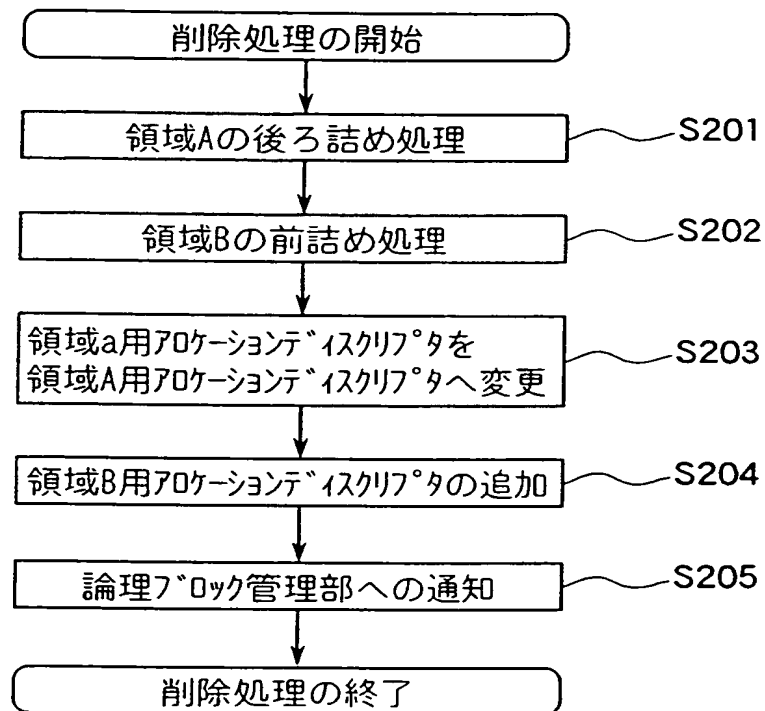 削除処理の開始
領域Aの後ろ詰め処理
S201
領域Bの前詰め処理
S202
領域a用ｱﾛｹｰｼｮﾝﾃﾞｨｽｸﾘﾌﾟﾀを
領域A用ｱﾛｹｰｼｮﾝﾃﾞｨｽｸﾘﾌﾟﾀへ変更
S203
領域B用ｱﾛｹｰｼｮﾝﾃﾞｨｽｸﾘﾌﾟﾀの追加
S204
論理ﾌﾞﾛｯｸ管理部への通知
S205
削除処理の終了